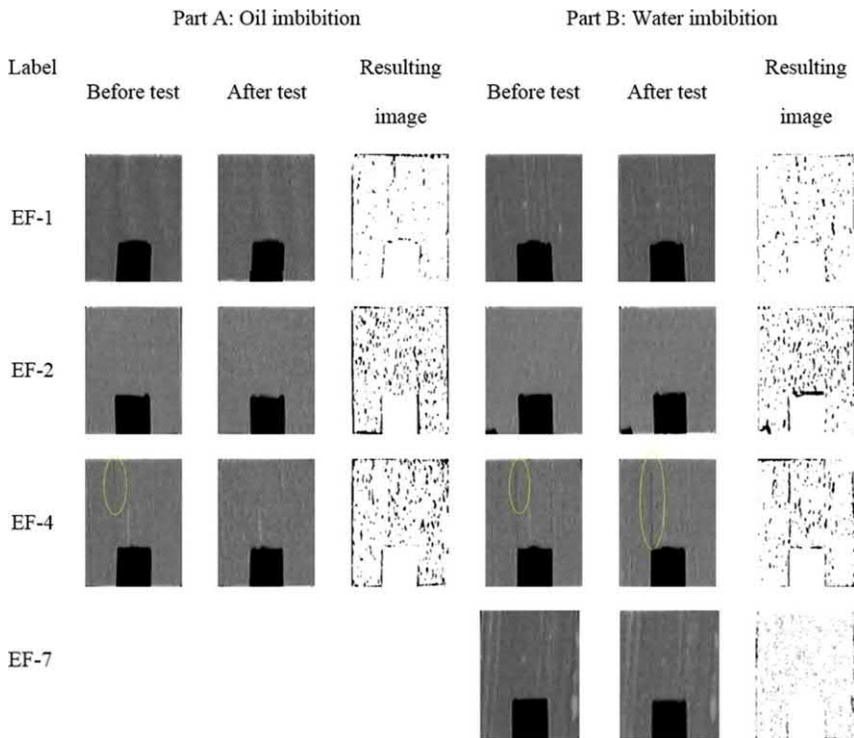 Part A: Oil imbibition Part B: Water imbibition
Label Before test After test Resulting image Before test After test Resulting image
EF-1
EF-2
EF-4
EF-7